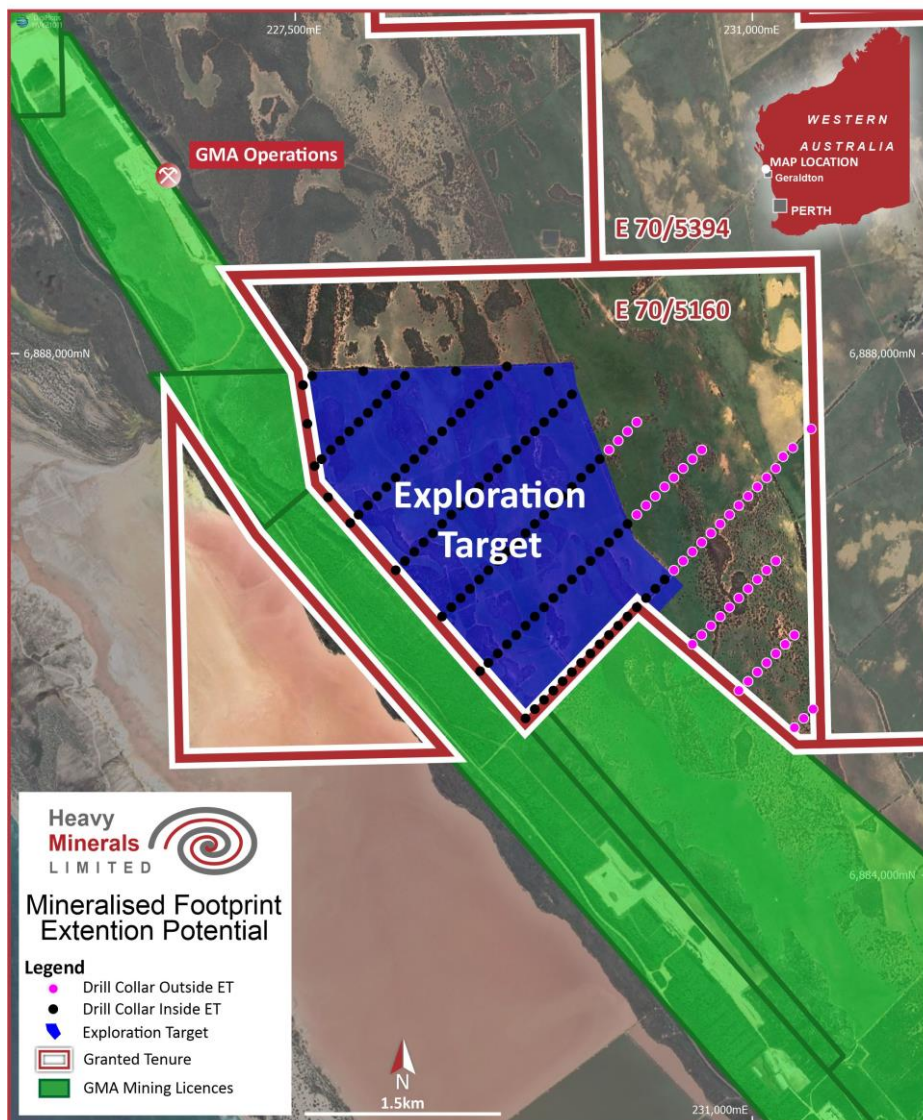 227,500mE
231,000mE
WESTERN
AUSTRALIA
MAP LOCATION
Geraldton
PERTH
GMA Operations
E 70/5394
E 70/5160
6,888,000mN
6,888,000mN
Exploration
Target
6,884,000mN
Heavy
Minerals
LIMITED
Mineralised Footprint
Extention Potential
Legend
Drill Collar Outside ET
Drill Collar Inside ET
Exploration Target
Granted Tenure
GMA Mining Licences
N
1.5km
231,000mE